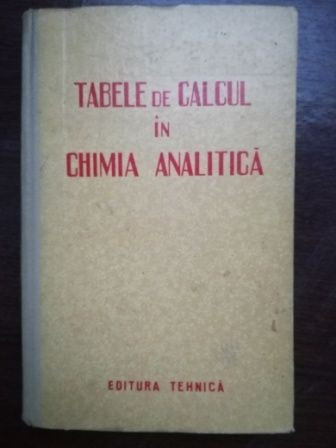 TABELE DE CALCUL
ÎN
CHIMIA ANALITICĂ
EDITURA TEHNICĂ